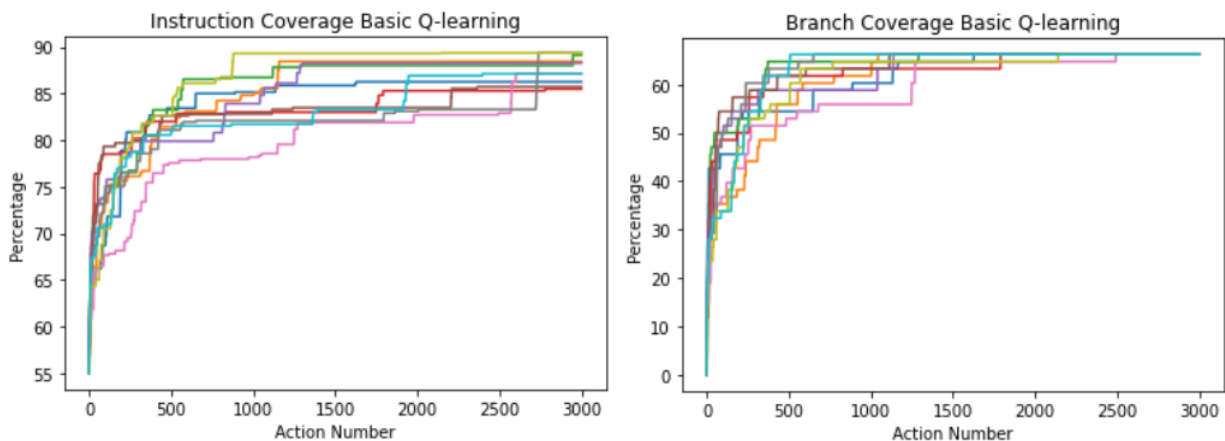 Instruction Coverage Basic Q-learning
Percentage
90
85
80
75
70
65
60
55
0 500 1000 1500 2000 2500 3000
Action Number
Branch Coverage Basic Q-learning
Percentage
60
50
40
30
20
10
0
0 500 1000 1500 2000 2500 3000
Action Number